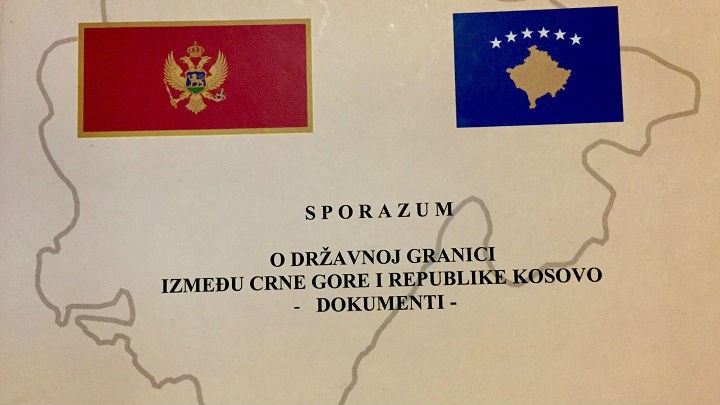 SPORAZUM
O DRŽAVNOJ GRANICI
IZMEĐU CRNE GORE I REPUBLIKE KOSOVO
- DOKUMENTI -